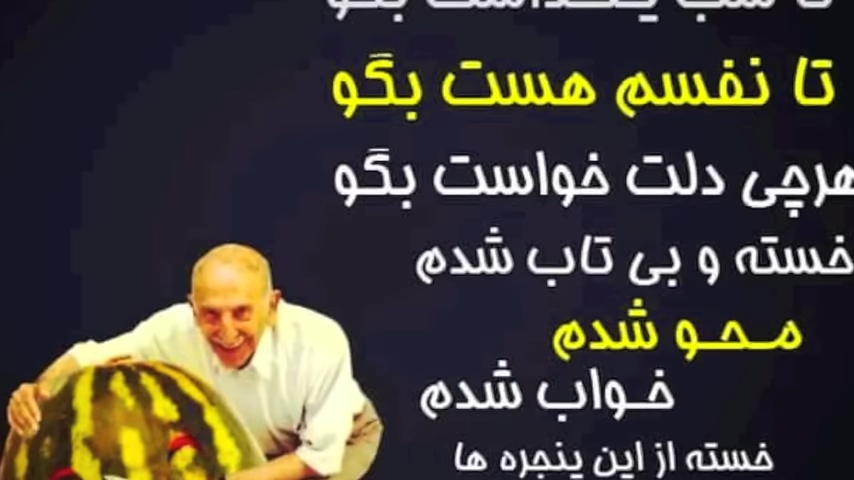 تا نفسم هست بگو
هرچی دلت خواست بگو
خسته و بی تاب شدم
محو شدم
خواب شدم
خسته از این پنجره ها